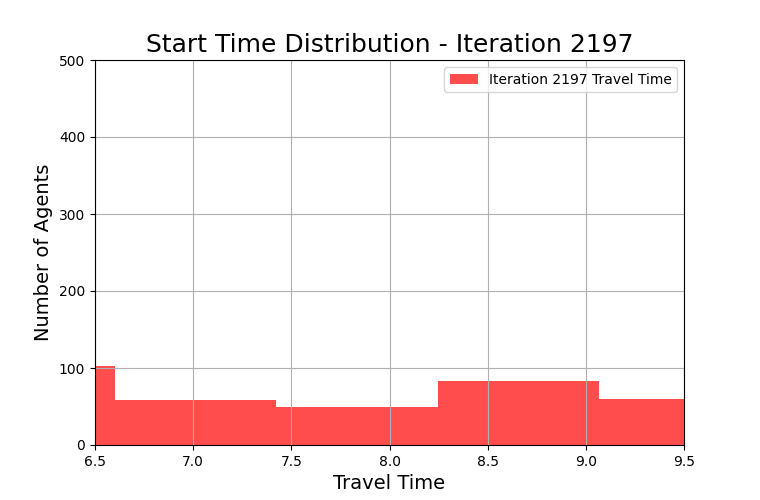 Start Time Distribution - Iteration 2197
500
Iteration 2197 Travel Time
400
300
200
100
0
Number of Agents
6.5 7.0 7.5 8.0 8.5 9.0 9.5
Travel Time